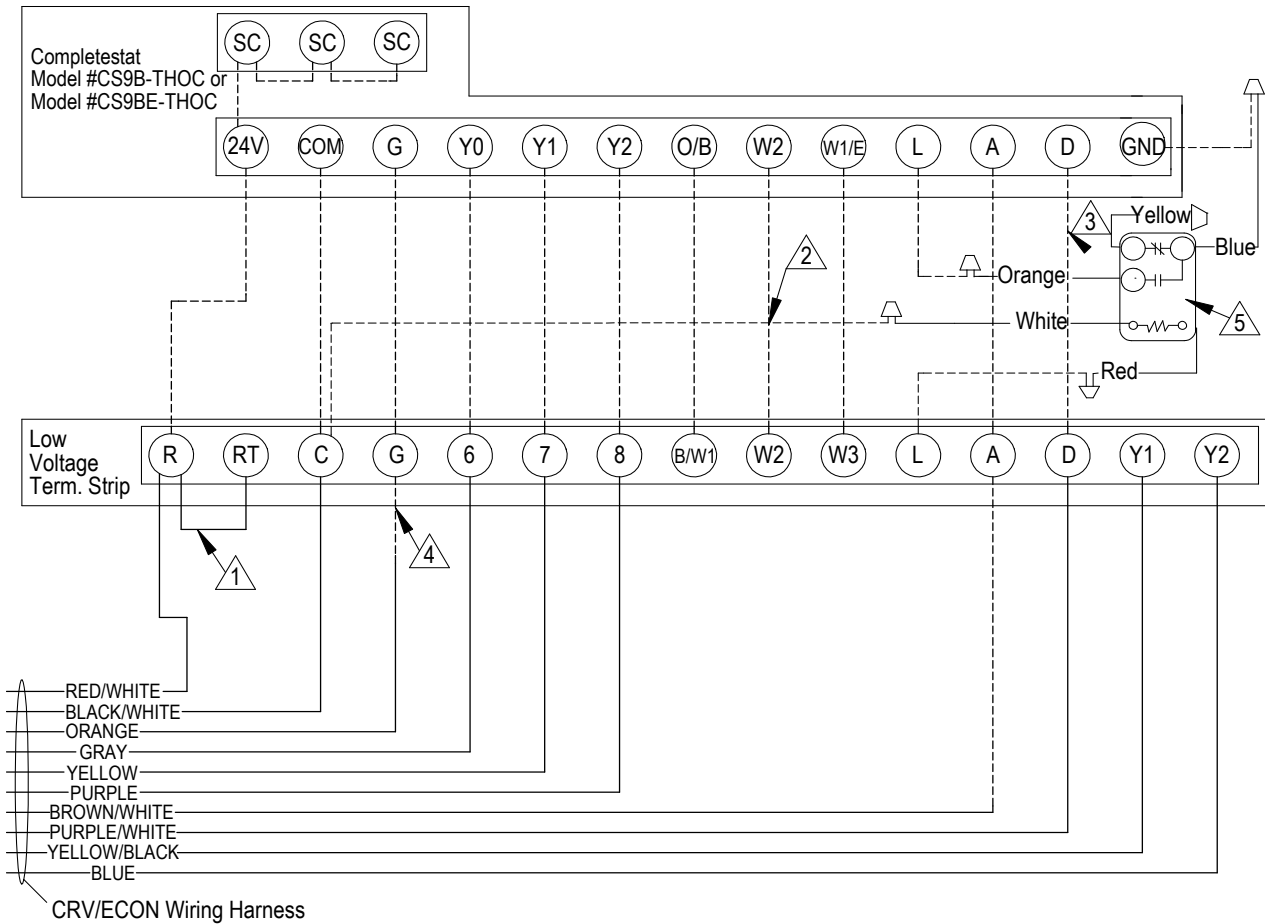 SC SC SC
Completestat
Model #CS9B-THOC or
Model #CS9BE-THOC
24V COM G Y0 Y1 Y2 O/B W2 W1/E L A D GND
3 Yellow
Blue
2
Orange
White
5
Red
Low
Voltage
Term. Strip
R RT C G 6 7 8 B/W1 W2 W3 L A D Y1 Y2
4
1
RED/WHITE
BLACK/WHITE
ORANGE
GRAY
YELLOW
PURPLE
BROWN/WHITE
PURPLE/WHITE
YELLOW/BLACK
BLUE
CRV/ECON Wiring Harness